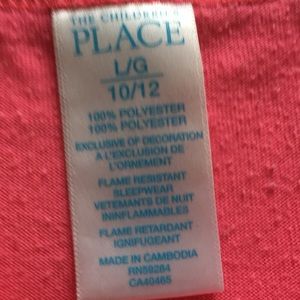 THE CHILDREN'S
PLACE
L/G
10/12
100% POLYESTER
100% POLYESTER
EXCLUSIVE OF DECORATION
A L'EXCLUSION DE
L'ORNEMENT
FLAME RESISTANT
SLEEPWEAR
VETEMENTS DE NUIT
ININFLAMMABLES
FLAME RETARDANT
IGNIFUGEANT
MADE IN CAMBODIA
RN59284
CA40465